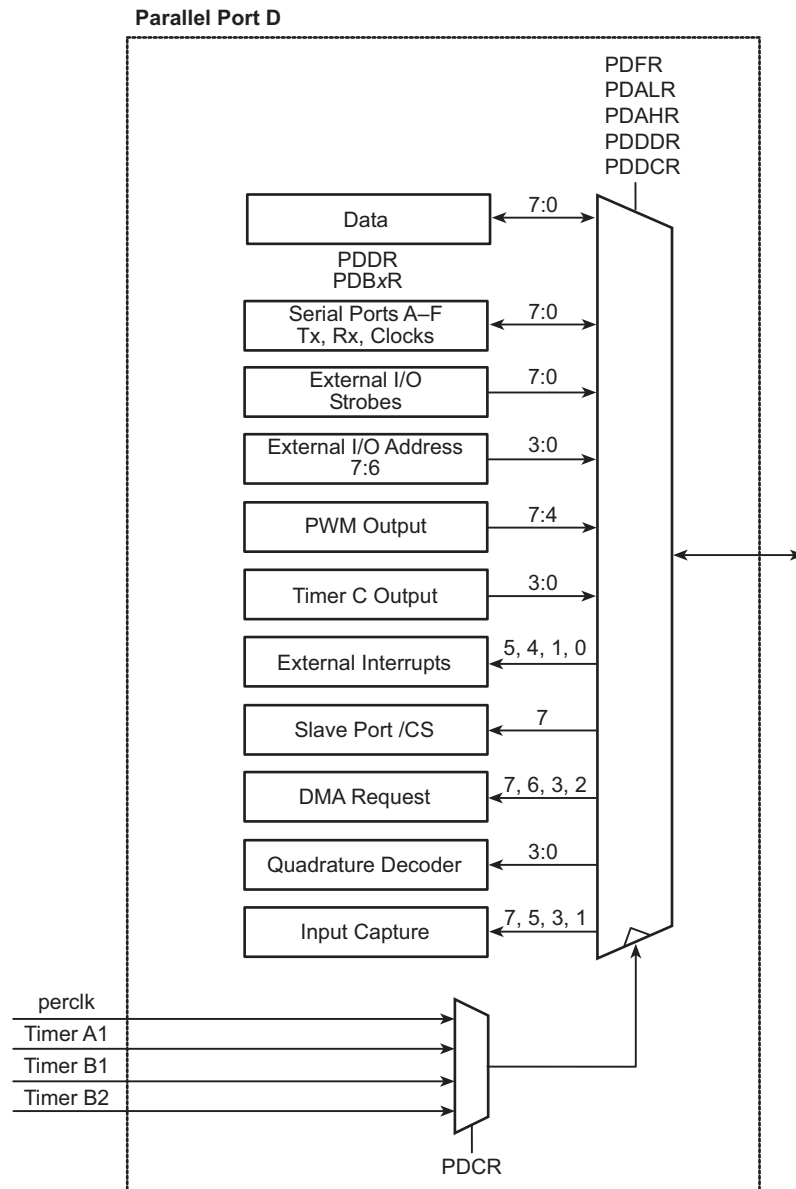 Parallel Port D
PDFR
PDALR
PDAHR
PDDDR
PDDCR
Data
7:0
PDDR
PDBxR
Serial Ports A–F
Tx, Rx, Clocks
7:0
External I/O
Strobes
7:0
External I/O Address
7:6
3:0
PWM Output
7:4
Timer C Output
3:0
External Interrupts
5, 4, 1, 0
Slave Port /CS
7
DMA Request
7, 6, 3, 2
Quadrature Decoder
3:0
Input Capture
7, 5, 3, 1
perclk
Timer A1
Timer B1
Timer B2
PDCR